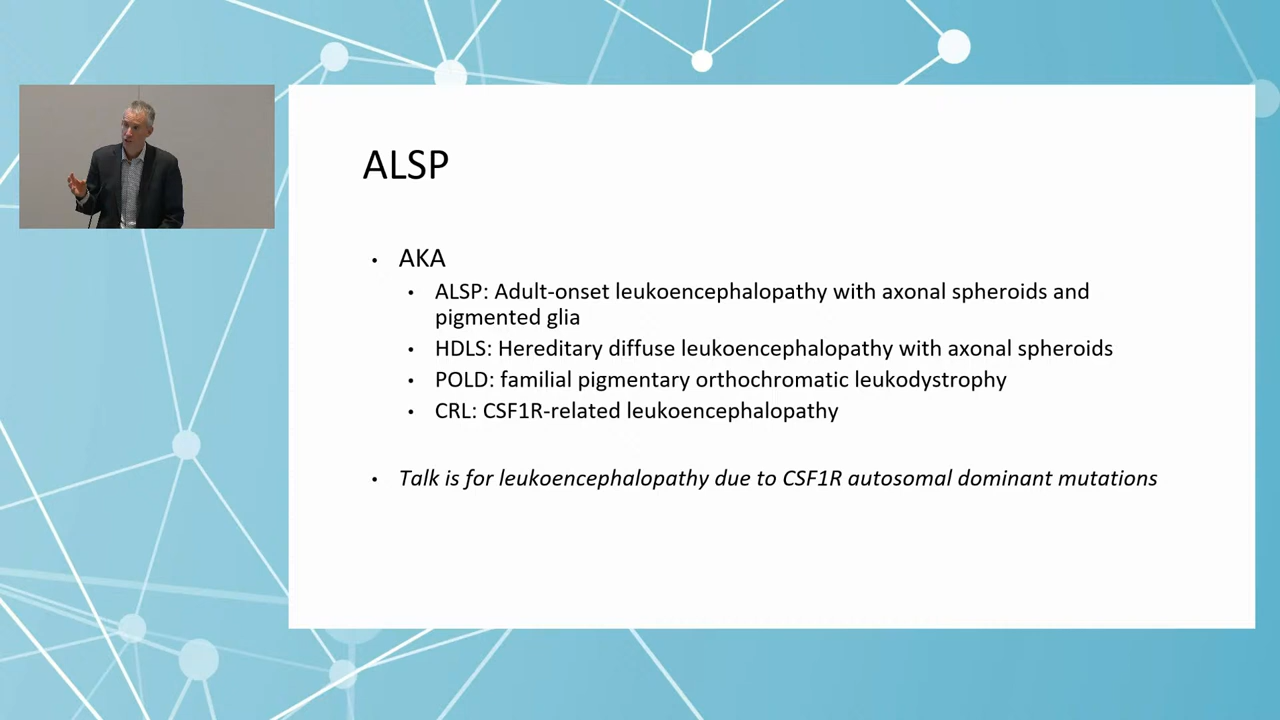 ALSP
• AKA
• ALSP: Adult-onset leukoencephalopathy with axonal spheroids and
pigmented glia
• HDLS: Hereditary diffuse leukoencephalopathy with axonal spheroids
• POLD: familial pigmentary orthochromatic leukodystrophy
• CRL: CSF1R-related leukoencephalopathy
• Talk is for leukoencephalopathy due to CSF1R autosomal dominant mutations